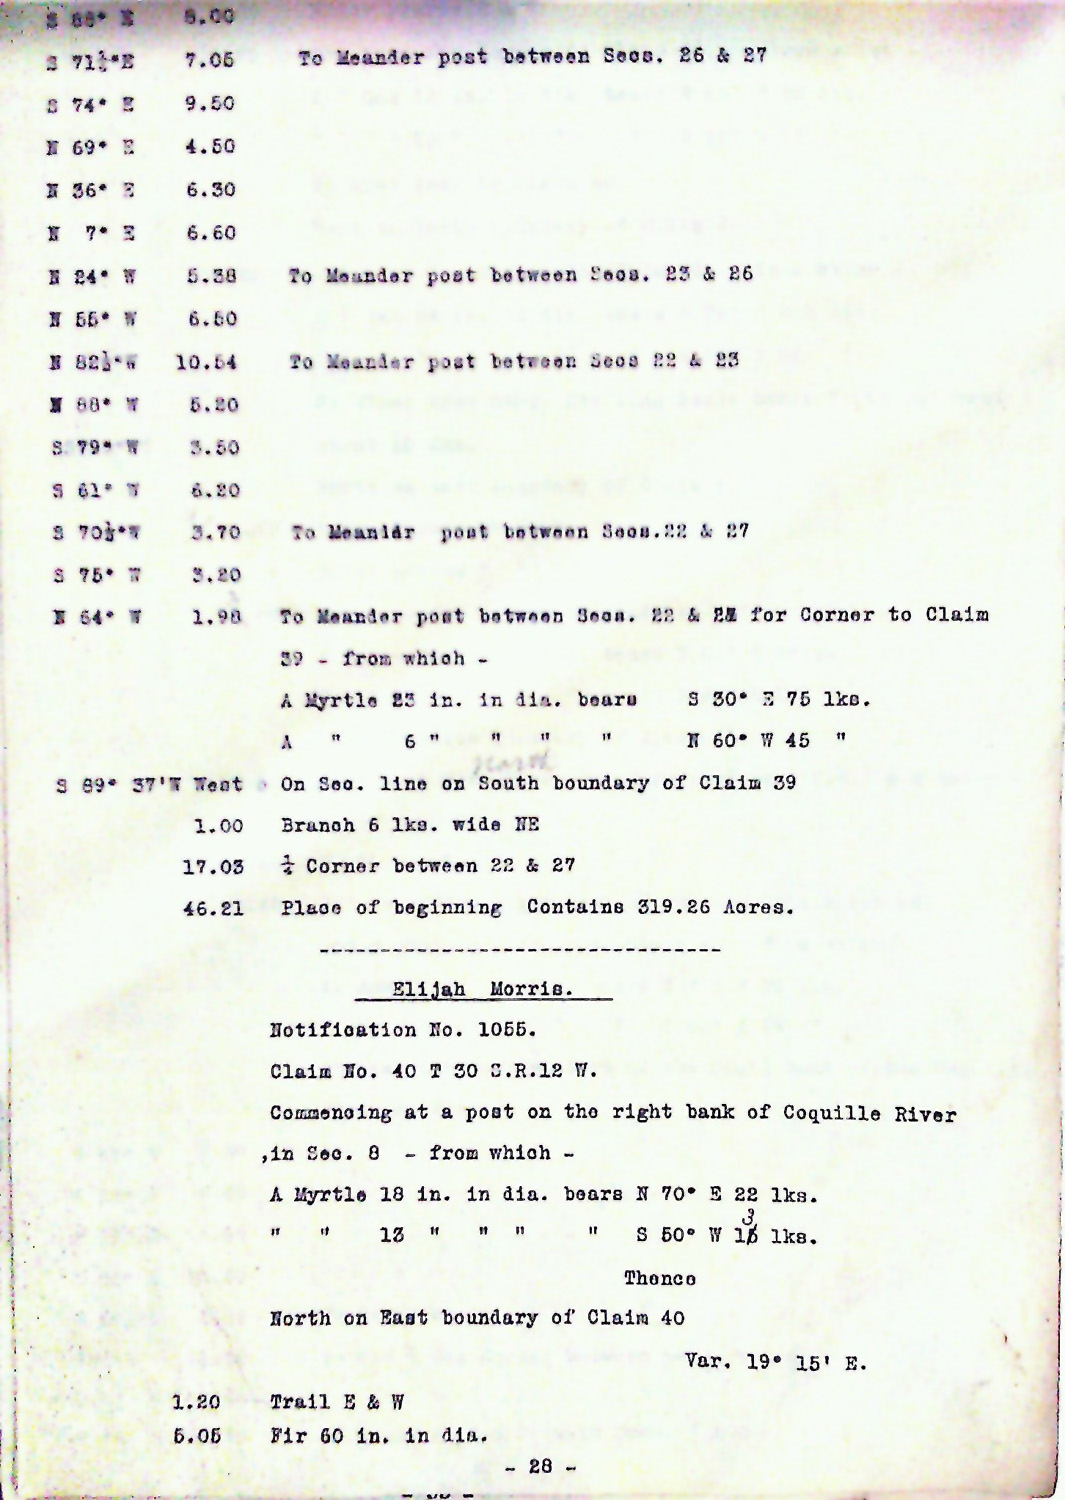 S 88° E 5.00
S 71½°E 7.05 To Meander post between Secs. 26 & 27
S 74° E 9.50
N 69° E 4.50
N 36° E 6.30
N 7° E 6.60
N 24° W 5.38 To Meander post between Secs. 23 & 26
N 55° W 6.50
N 82½°W 10.54 To Meander post between Secs 22 & 23
N 88° W 5.20
S 79° W 3.50
S 61° W 6.20
S 70½°W 3.70 To Meander post between Secs.22 & 27
S 75° W 3.20
N 64° W 1.98 To Meander post between Secs. 22 & 27 for Corner to Claim
39 - from which -
A Myrtle 23 in. in dia. bears S 30° E 75 lks.
A " 6 " " " " N 60° W 45 "
north
S 89° 37'W West On Sec. line on South boundary of Claim 39
1.00 Branch 6 lks. wide NE
17.03 ¼ Corner between 22 & 27
46.21 Place of beginning Contains 319.26 Acres.
--------------------------------
Elijah Morris.
Notification No. 1055.
Claim No. 40 T 30 S.R.12 W.
Commencing at a post on the right bank of Coquille River
,in Sec. 8 - from which -
A Myrtle 18 in. in dia. bears N 70° E 22 lks.
" " 13 " " " " S 50° W 13 lks.
Thence
North on East boundary of Claim 40
Var. 19° 15' E.
1.20 Trail E & W
5.05 Fir 60 in. in dia.
- 28 -